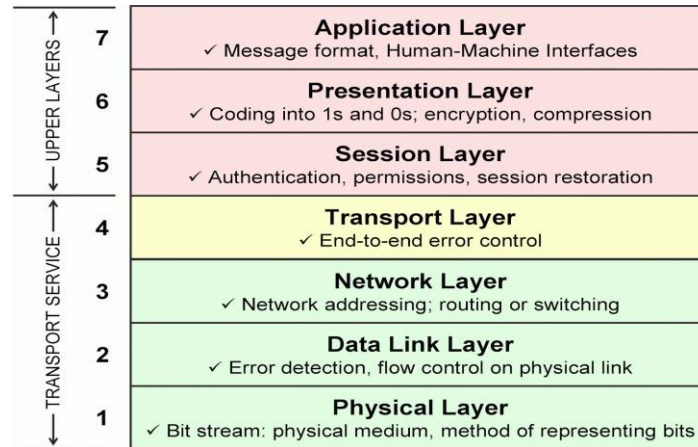 UPPER LAYERS
7
Application Layer
✓ Message format, Human-Machine Interfaces
6
Presentation Layer
✓ Coding into 1s and 0s; encryption, compression
5
Session Layer
✓ Authentication, permissions, session restoration
TRANSPORT SERVICE
4
Transport Layer
✓ End-to-end error control
3
Network Layer
✓ Network addressing; routing or switching
2
Data Link Layer
✓ Error detection, flow control on physical link
1
Physical Layer
✓ Bit stream: physical medium, method of representing bits